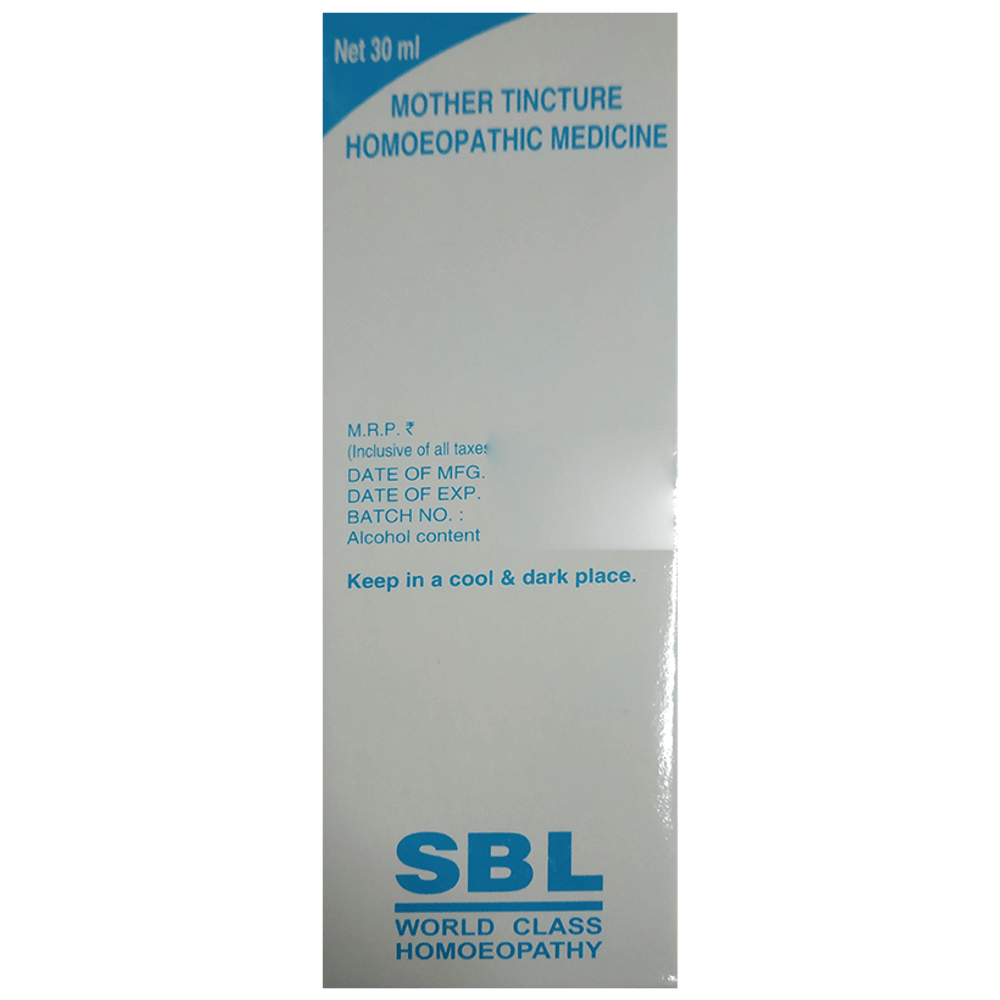 Net 30 ml
MOTHER TINCTURE
HOMOEOPATHIC MEDICINE
M.R.P. ₹
(Inclusive of all taxes
DATE OF MFG.
DATE OF EXP.
BATCH NO. :
Alcohol content
Keep in a cool & dark place.
SBL
WORLD CLASS
HOMOEOPATHY